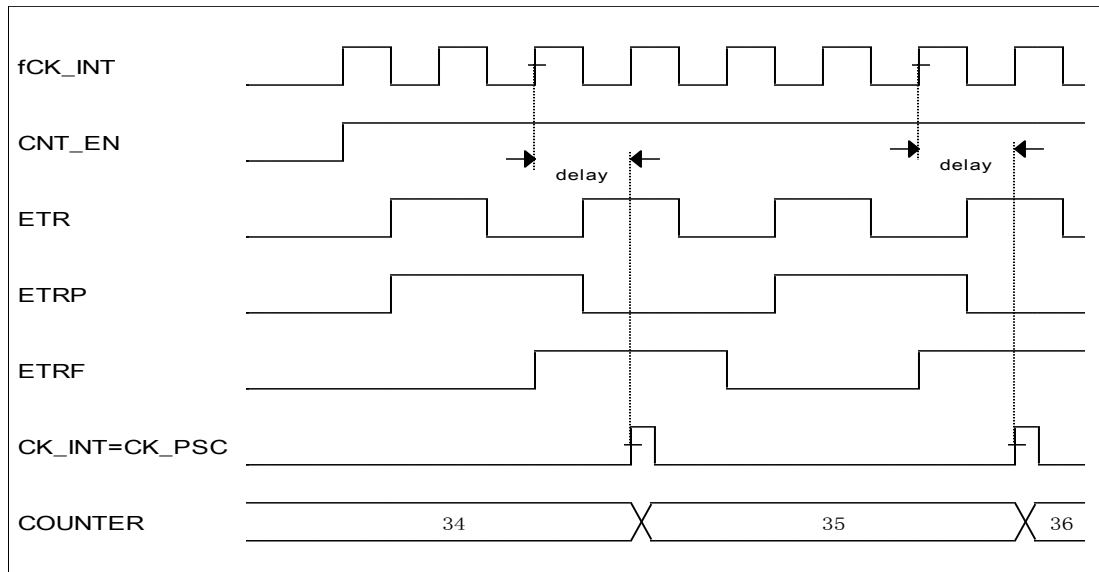 fCK_INT
CNT_EN
delay
delay
ETR
ETRP
ETRF
CK_INT=CK_PSC
COUNTER
34
35
36